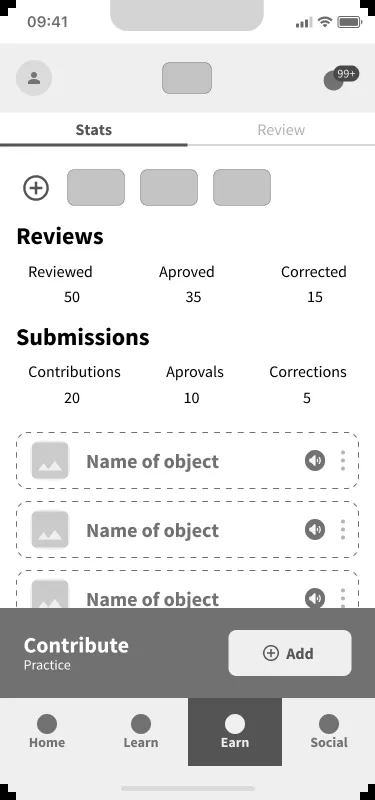 09:41
99+
Stats Review
Reviews
Reviewed Aproved Corrected
50 35 15
Submissions
Contributions Aprovals Corrections
20 10 5
Name of object
Name of object
Name of object
Contribute
Practice
Add
Home Learn Earn Social